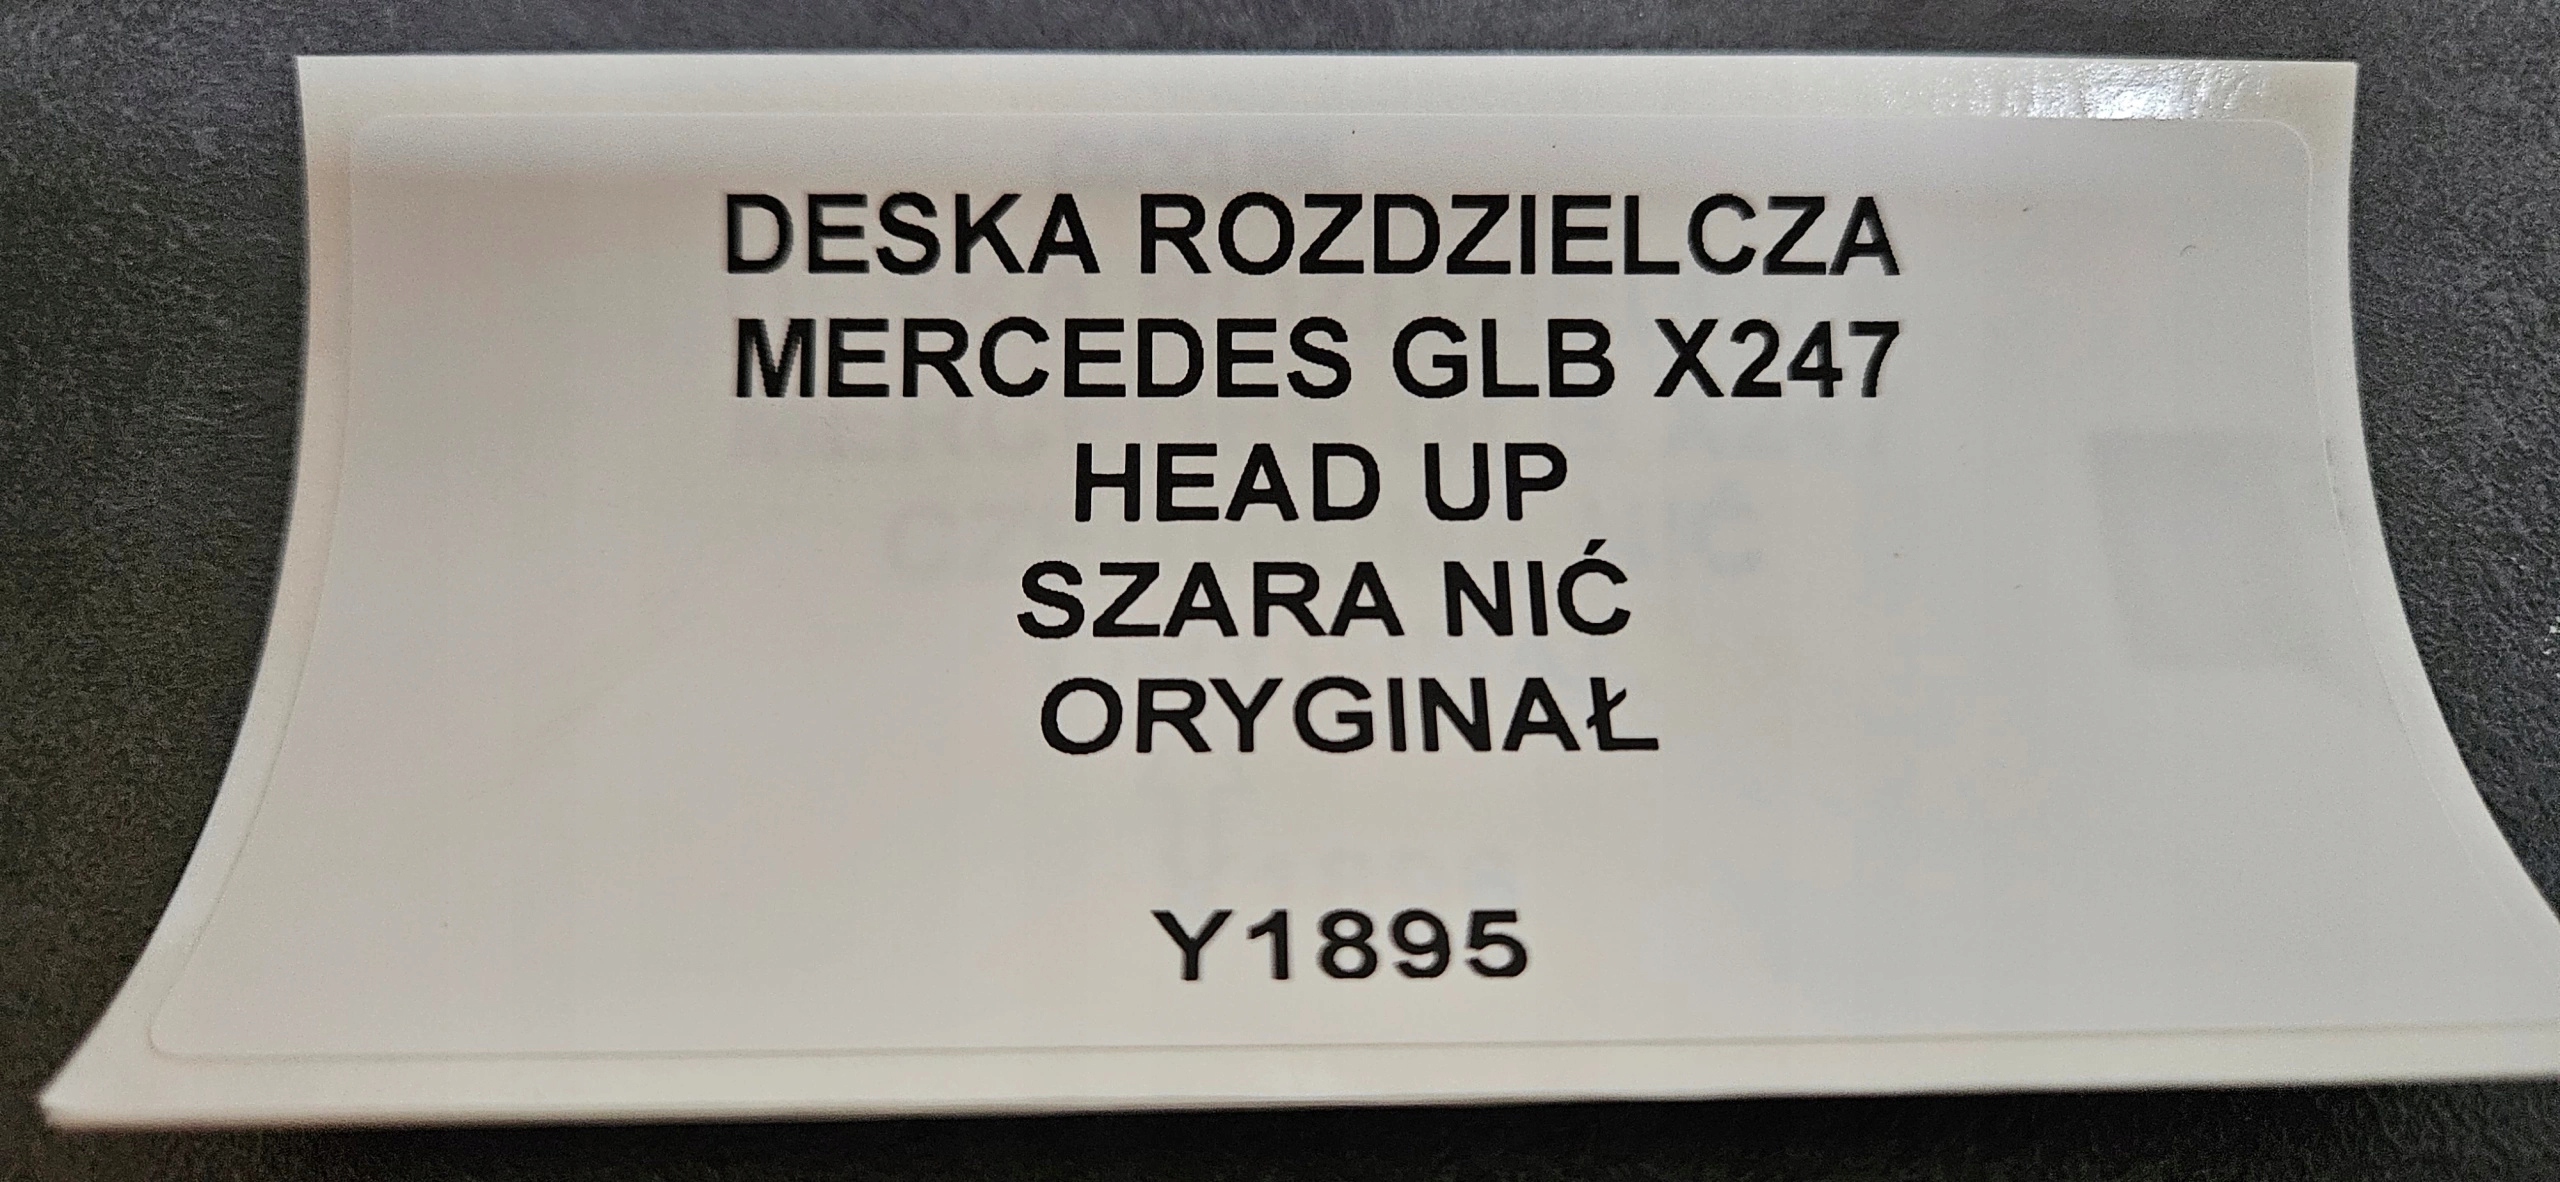 DESKA ROZDZIELCZA
MERCEDES GLB X247
HEAD UP
SZARA NIĆ
ORYGINAŁ
Y1895